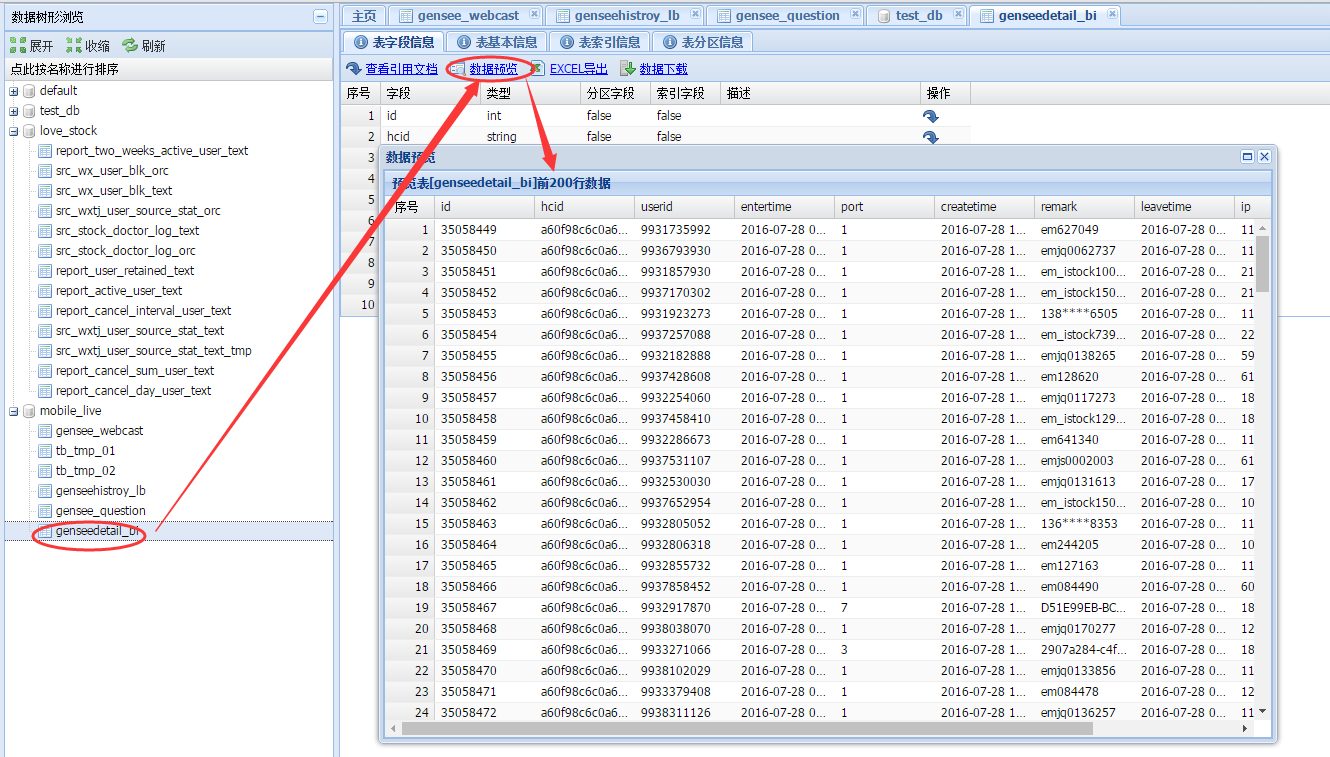 数据树形浏览
展开 收缩 刷新
点此按名称进行排序
default
test_db
love_stock
report_two_weeks_active_user_text
src_wx_user_blk_orc
src_wx_user_blk_text
src_wxtj_user_source_stat_orc
src_stock_doctor_log_text
src_stock_doctor_log_orc
report_user_retained_text
report_active_user_text
report_cancel_interval_user_text
src_wxtj_user_source_stat_text
src_wxtj_user_source_stat_text_tmp
report_cancel_sum_user_text
report_cancel_day_user_text
mobile_live
gensee_webcast
tb_tmp_01
tb_tmp_02
genseehistroy_lb
gensee_question
genseedetail_bi
主页 gensee_webcast genseehistroy_lb gensee_question test_db genseedetail_bi
表字段信息 表基本信息 表索引信息 表分区信息
查看引用文档 数据预览 EXCEL导出 数据下载
序号 字段 类型 分区字段 索引字段 描述 操作
1 id int false false
2 hcid string false false
3
4
5
6
7
8
9
10
数据预览
预览表[genseedetail_bi]前200行数据
序号 id hcid userid entertime port createtime remark leavetime ip
1 35058449 a60f98c6c0a6... 9931735992 2016-07-28 0... 1 2016-07-28 1... em627049 2016-07-28 0... 11
2 35058450 a60f98c6c0a6... 9936793930 2016-07-28 0... 1 2016-07-28 1... emjq0062737 2016-07-28 0... 11
3 35058451 a60f98c6c0a6... 9931857930 2016-07-28 0... 1 2016-07-28 1... em_istock100... 2016-07-28 0... 21
4 35058452 a60f98c6c0a6... 9937170302 2016-07-28 0... 1 2016-07-28 1... em_istock150... 2016-07-28 0... 21
5 35058453 a60f98c6c0a6... 9931923273 2016-07-28 0... 1 2016-07-28 1... 138****6505 2016-07-28 0... 11
6 35058454 a60f98c6c0a6... 9937257088 2016-07-28 0... 1 2016-07-28 1... em_istock739... 2016-07-28 0... 22
7 35058455 a60f98c6c0a6... 9932182888 2016-07-28 0... 1 2016-07-28 1... emjq0138265 2016-07-28 0... 59
8 35058456 a60f98c6c0a6... 9937428608 2016-07-28 0... 1 2016-07-28 1... em128620 2016-07-28 0... 61
9 35058457 a60f98c6c0a6... 9932254060 2016-07-28 0... 1 2016-07-28 1... emjq0117273 2016-07-28 0... 18
10 35058458 a60f98c6c0a6... 9937458410 2016-07-28 0... 1 2016-07-28 1... em_istock129... 2016-07-28 0... 18
11 35058459 a60f98c6c0a6... 9932286673 2016-07-28 0... 1 2016-07-28 1... em641340 2016-07-28 0... 11
12 35058460 a60f98c6c0a6... 9937531107 2016-07-28 0... 1 2016-07-28 1... emjs0002003 2016-07-28 0... 61
13 35058461 a60f98c6c0a6... 9932530030 2016-07-28 0... 1 2016-07-28 1... emjq0131613 2016-07-28 0... 17
14 35058462 a60f98c6c0a6... 9937652954 2016-07-28 0... 1 2016-07-28 1... em_istock150... 2016-07-28 0... 10
15 35058463 a60f98c6c0a6... 9932805052 2016-07-28 0... 1 2016-07-28 1... 136****8353 2016-07-28 0... 11
16 35058464 a60f98c6c0a6... 9932806318 2016-07-28 0... 1 2016-07-28 1... em244205 2016-07-28 0... 10
17 35058465 a60f98c6c0a6... 9932855732 2016-07-28 0... 1 2016-07-28 1... em127163 2016-07-28 0... 11
18 35058466 a60f98c6c0a6... 9937858452 2016-07-28 0... 1 2016-07-28 1... em084490 2016-07-28 0... 60
19 35058467 a60f98c6c0a6... 9932917870 2016-07-28 0... 7 2016-07-28 1... D51E99EB-BC... 2016-07-28 0... 18
20 35058468 a60f98c6c0a6... 9938038070 2016-07-28 0... 1 2016-07-28 1... emjq0170277 2016-07-28 0... 12
21 35058469 a60f98c6c0a6... 9933271066 2016-07-28 0... 3 2016-07-28 1... 2907a284-c4f... 2016-07-28 0... 18
22 35058470 a60f98c6c0a6... 9938102029 2016-07-28 0... 1 2016-07-28 1... emjq0133856 2016-07-28 0... 11
23 35058471 a60f98c6c0a6... 9933379408 2016-07-28 0... 1 2016-07-28 1... em084478 2016-07-28 0... 12
24 35058472 a60f98c6c0a6... 9938311126 2016-07-28 0... 1 2016-07-28 1... emjq0136257 2016-07-28 0... 11